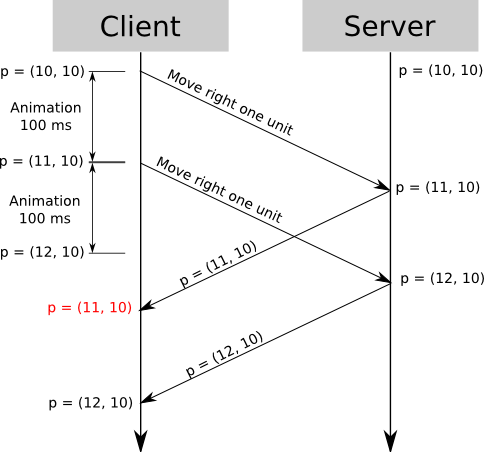 Client
Server
p = (10, 10)
p = (10, 10)
Move right one unit
Animation
100 ms
p = (11, 10)
Move right one unit
p = (11, 10)
Animation
100 ms
p = (12, 10)
p = (11, 10)
p = (12, 10)
p = (11, 10)
p = (12, 10)
p = (12, 10)